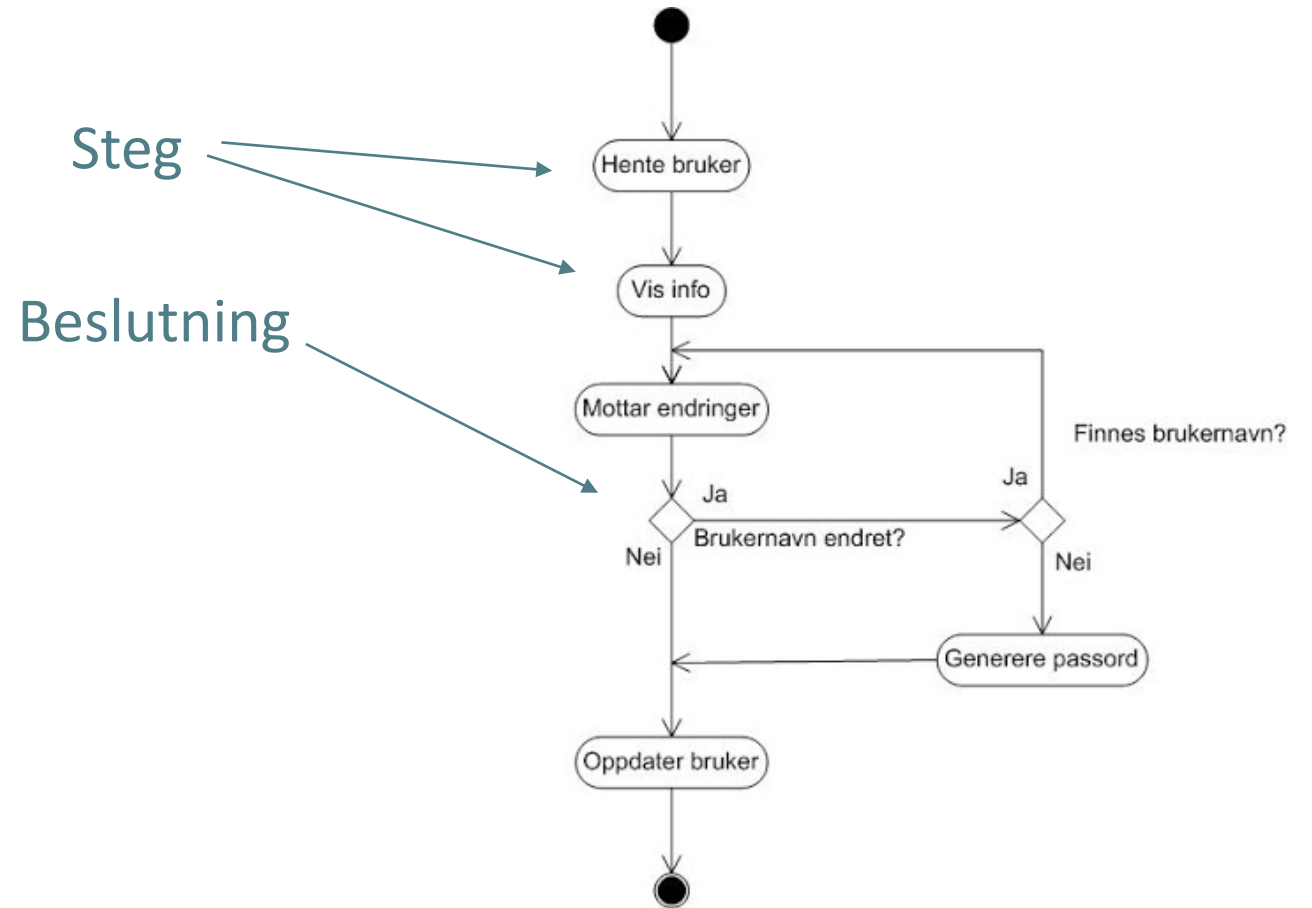 Steg
Hente bruker
Vis info
Beslutning
Mottar endringer
Finnes brukernavn?
Ja
Ja
Brukernavn endret?
Nei
Nei
Generere passord
Oppdater bruker